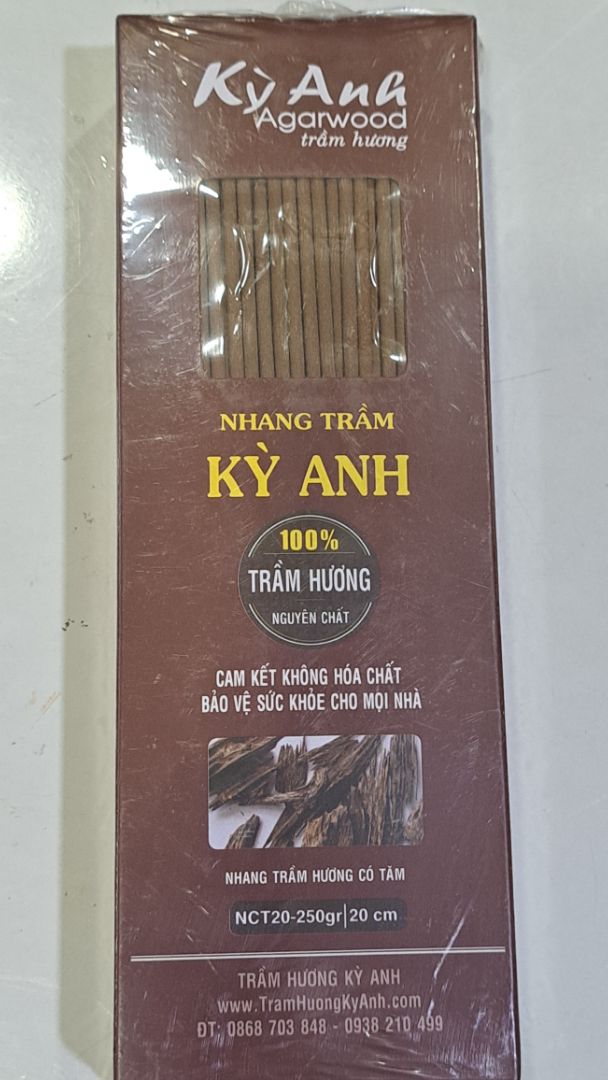 Kỳ Anh
Agarwood
trầm hương
NHANG TRẦM
KỲ ANH
100%
TRẦM HƯƠNG
NGUYÊN CHẤT
CAM KẾT KHÔNG HÓA CHẤT
BẢO VỆ SỨC KHỎE CHO MỌI NHÀ
NHANG TRẦM HƯƠNG CÓ TĂM
NCT20-250gr|20 cm
TRẦM HƯƠNG KỲ ANH
www.TramHuongKyAnh.com
ĐT: 0868 703 848 - 0938 210 499